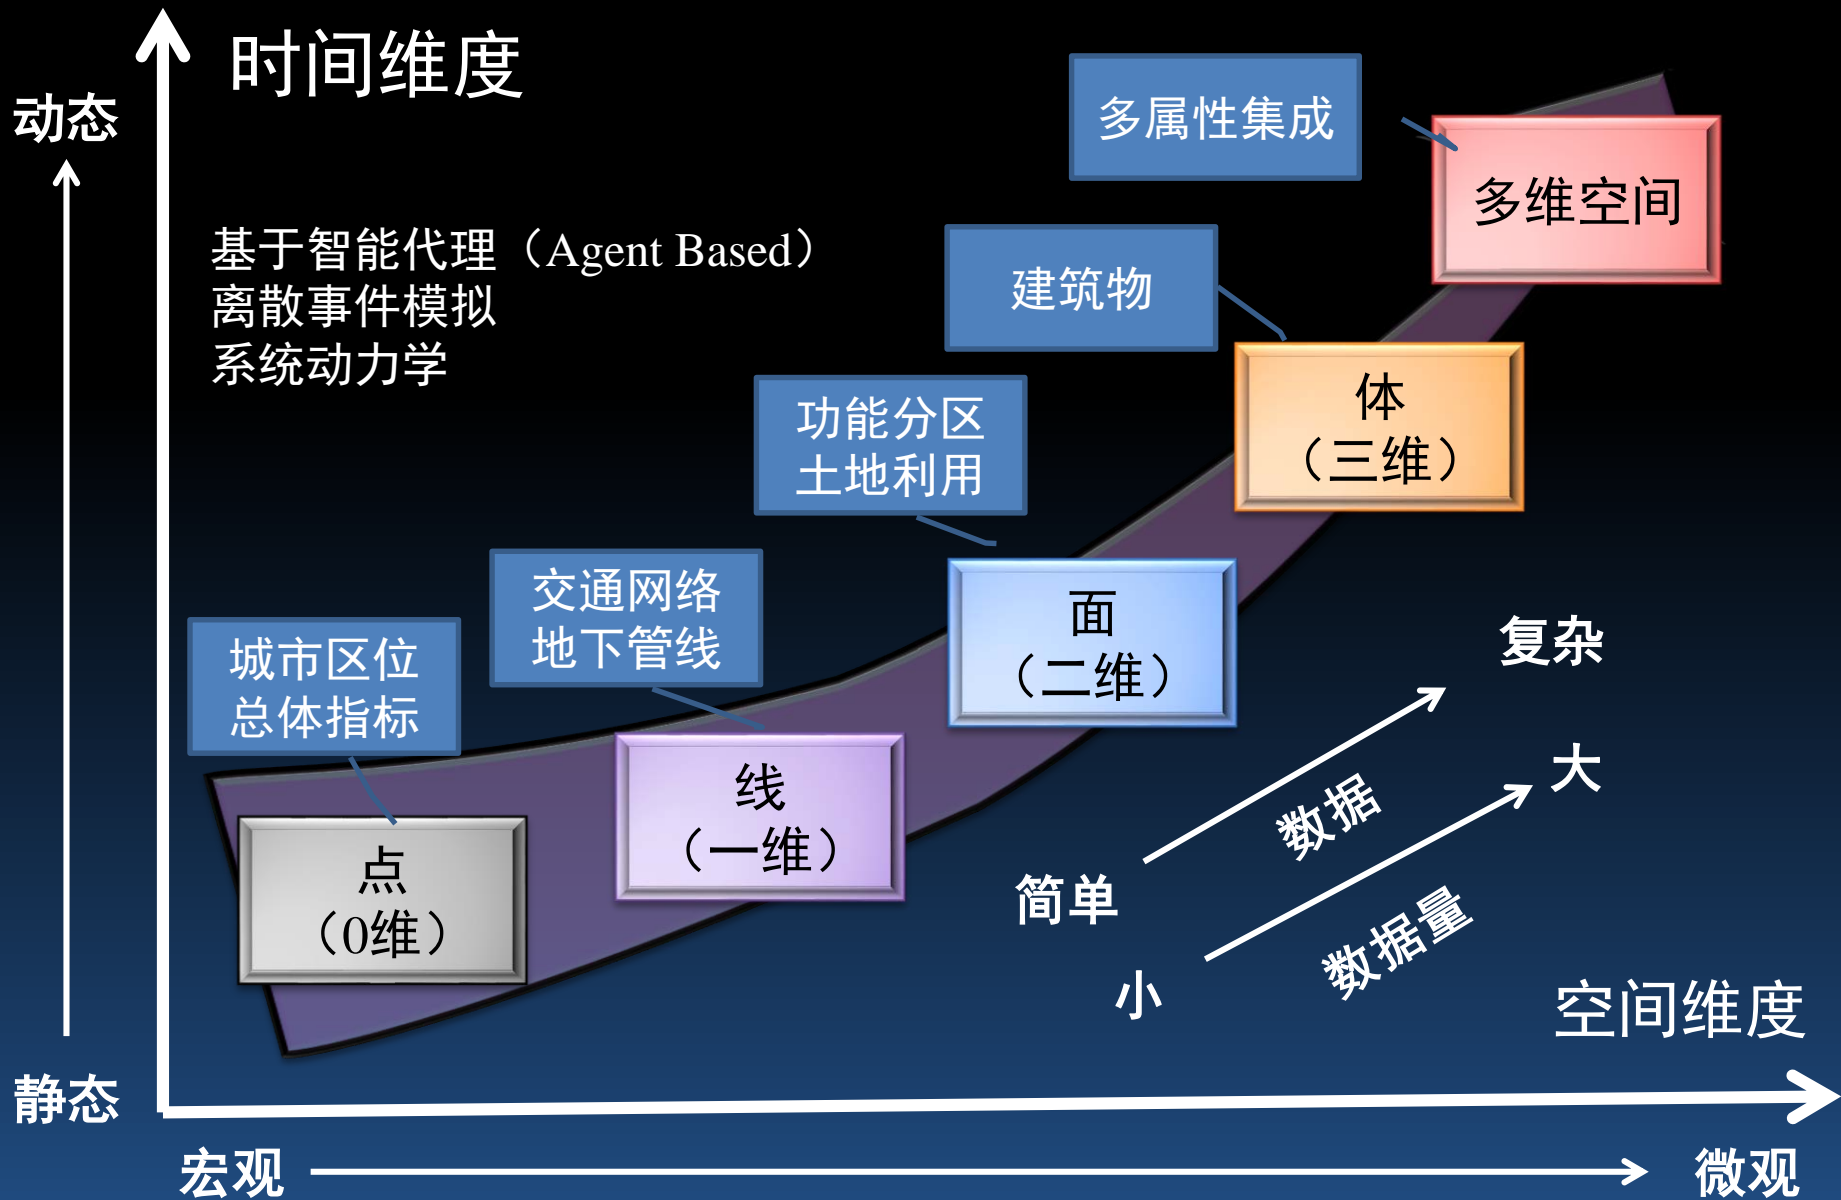 时间维度
动态
多属性集成
多维空间
基于智能代理（Agent Based）
离散事件模拟
系统动力学
建筑物
体
（三维）
功能分区
土地利用
面
（二维）
交通网络
地下管线
线
（一维）
城市区位
总体指标
点
（0维）
复杂
大
数据
简单
数据量
小
空间维度
静态
宏观
微观